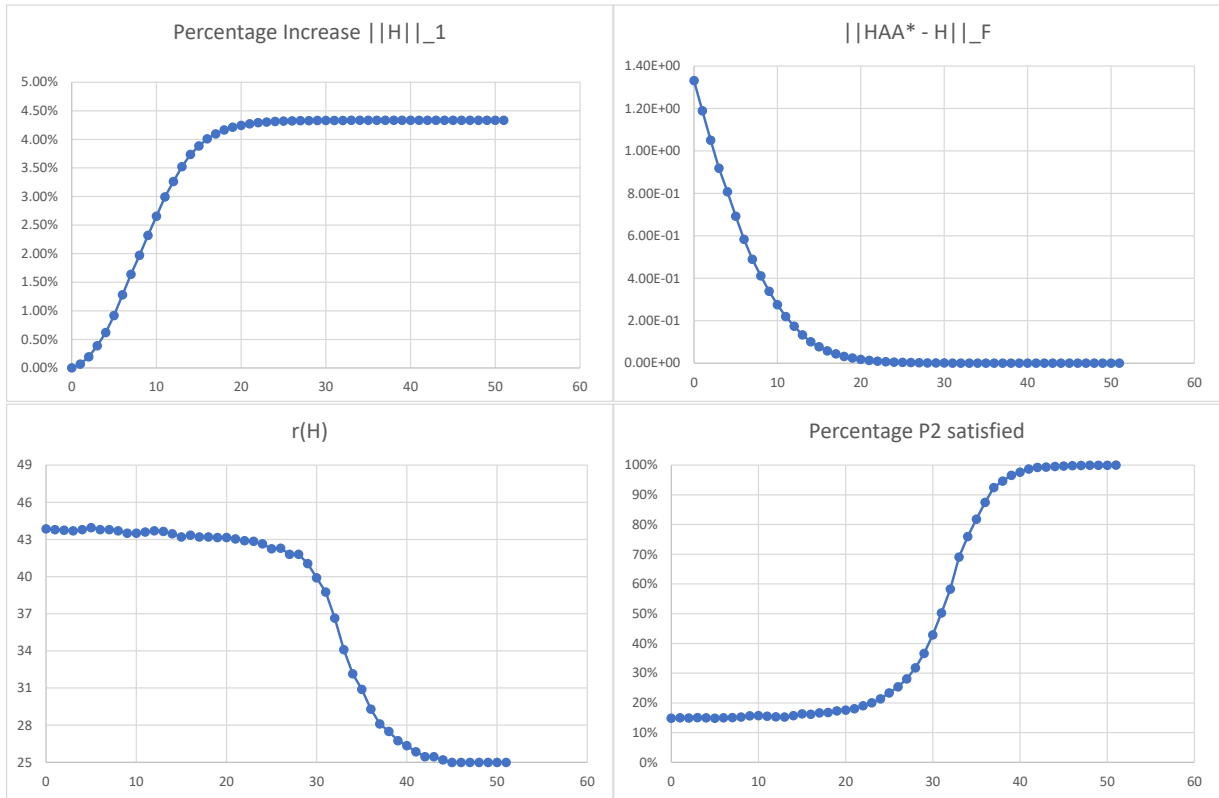 Percentage Increase ||H||_1
5.00%
4.50%
4.00%
3.50%
3.00%
2.50%
2.00%
1.50%
1.00%
0.50%
0.00%
0 10 20 30 40 50 60
||HAA* - H||_F
1.40E+00
1.20E+00
1.00E+00
8.00E-01
6.00E-01
4.00E-01
2.00E-01
0.00E+00
0 10 20 30 40 50 60
r(H)
49
46
43
40
37
34
31
28
25
0 10 20 30 40 50 60
Percentage P2 satisfied
100%
90%
80%
70%
60%
50%
40%
30%
20%
10%
0%
0 10 20 30 40 50 60